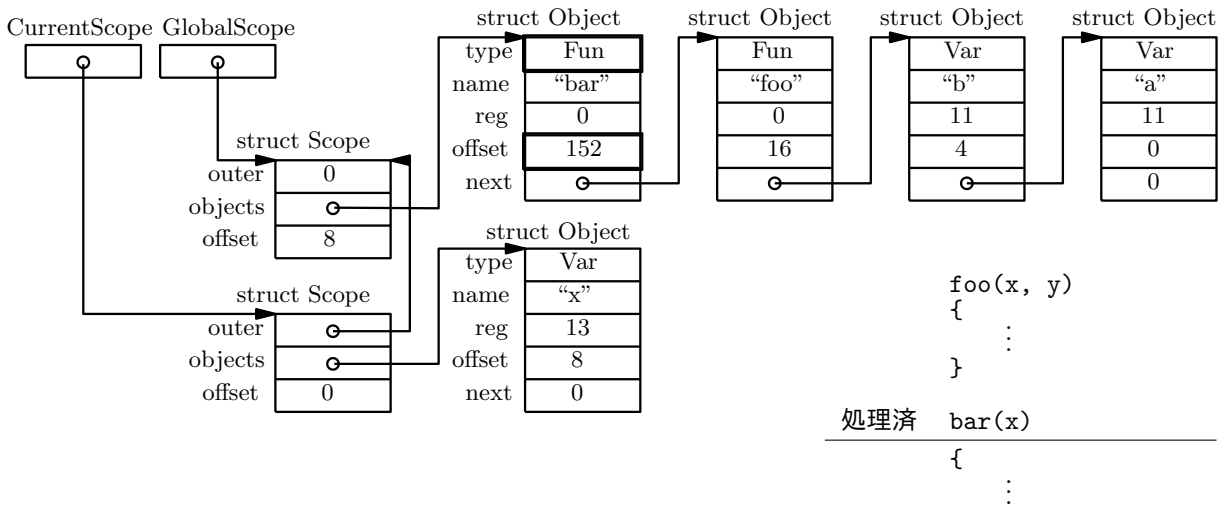 CurrentScope GlobalScope
struct Object
type Fun
name “bar”
reg 0
offset 152
next
struct Object
Fun
“foo”
0
16
struct Object
Var
“b”
11
4
struct Object
Var
“a”
11
0
0
struct Scope
outer 0
objects
offset 8
struct Scope
outer
objects
offset 0
struct Object
type Var
name “x”
reg 13
offset 8
next 0
foo(x, y)
{
⋮
}
処理済 bar(x)
{
⋮